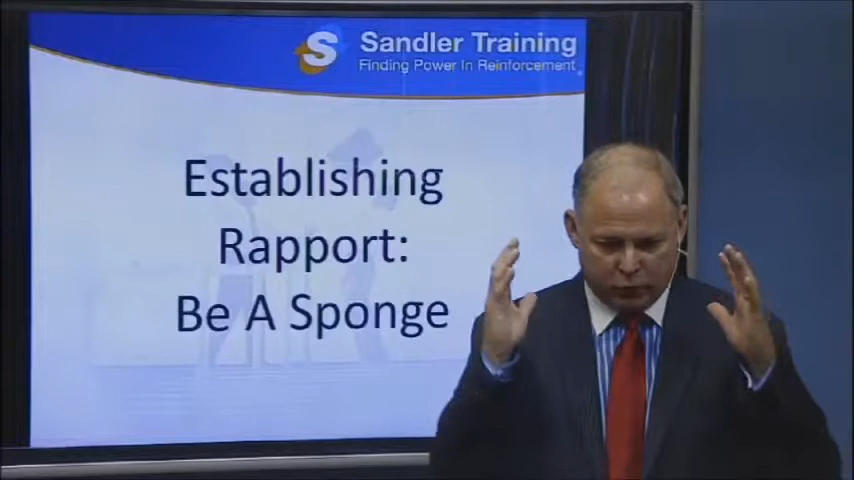 S Sandler Training
Finding Power In Reinforcement
Establishing
Rapport:
Be A Sponge